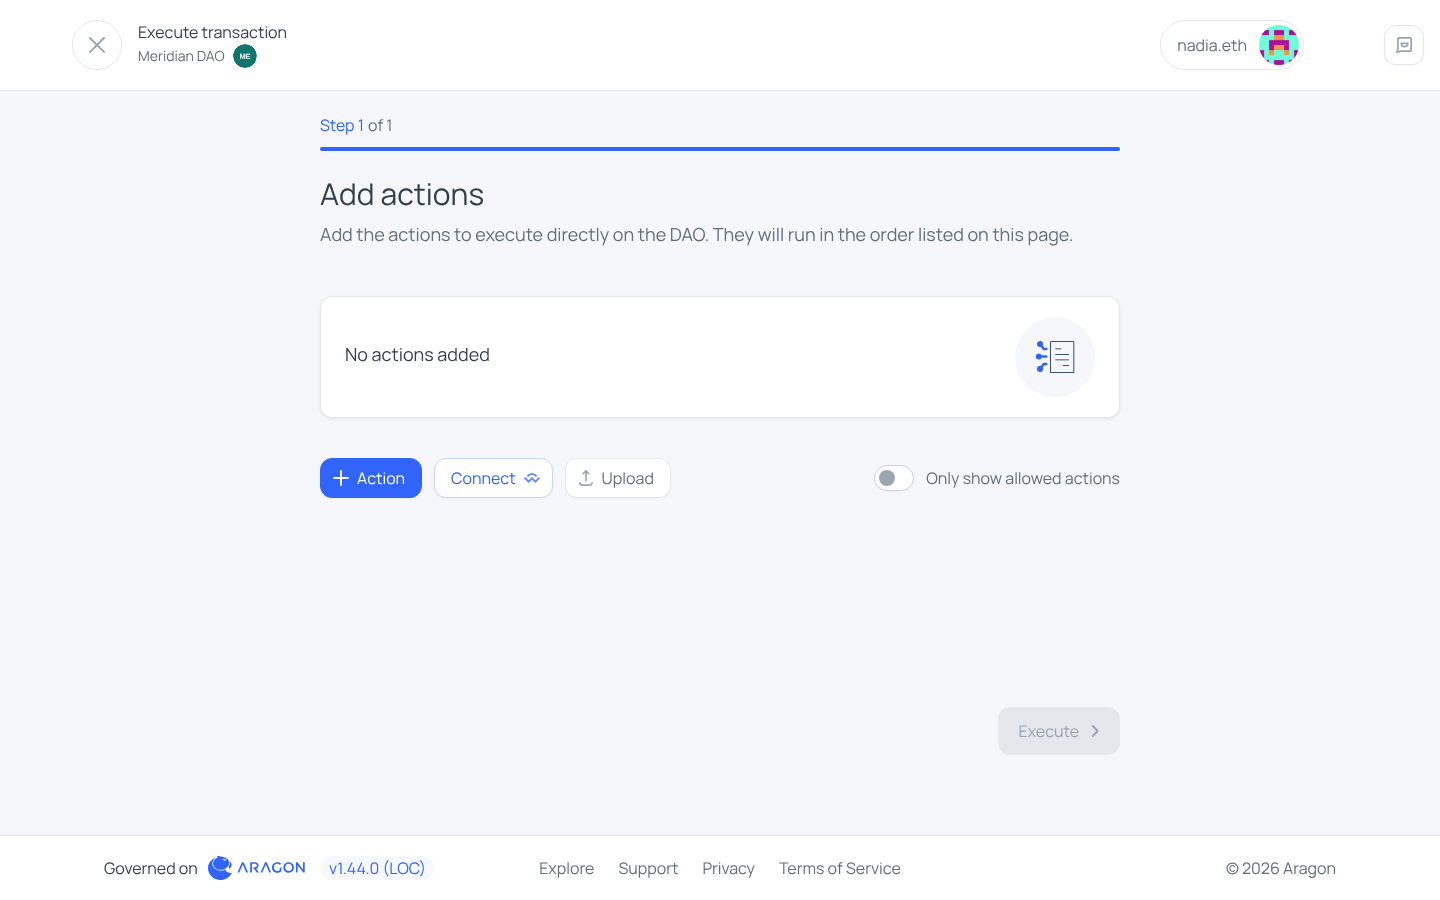 Execute transaction
Meridian DAO ME
nadia.eth
Step 1 of 1
Add actions
Add the actions to execute directly on the DAO. They will run in the order listed on this page.
No actions added
Action
Connect
Upload
Only show allowed actions
Execute
Governed on ARAGON v1.44.0 (LOC)
Explore
Support
Privacy
Terms of Service
© 2026 Aragon